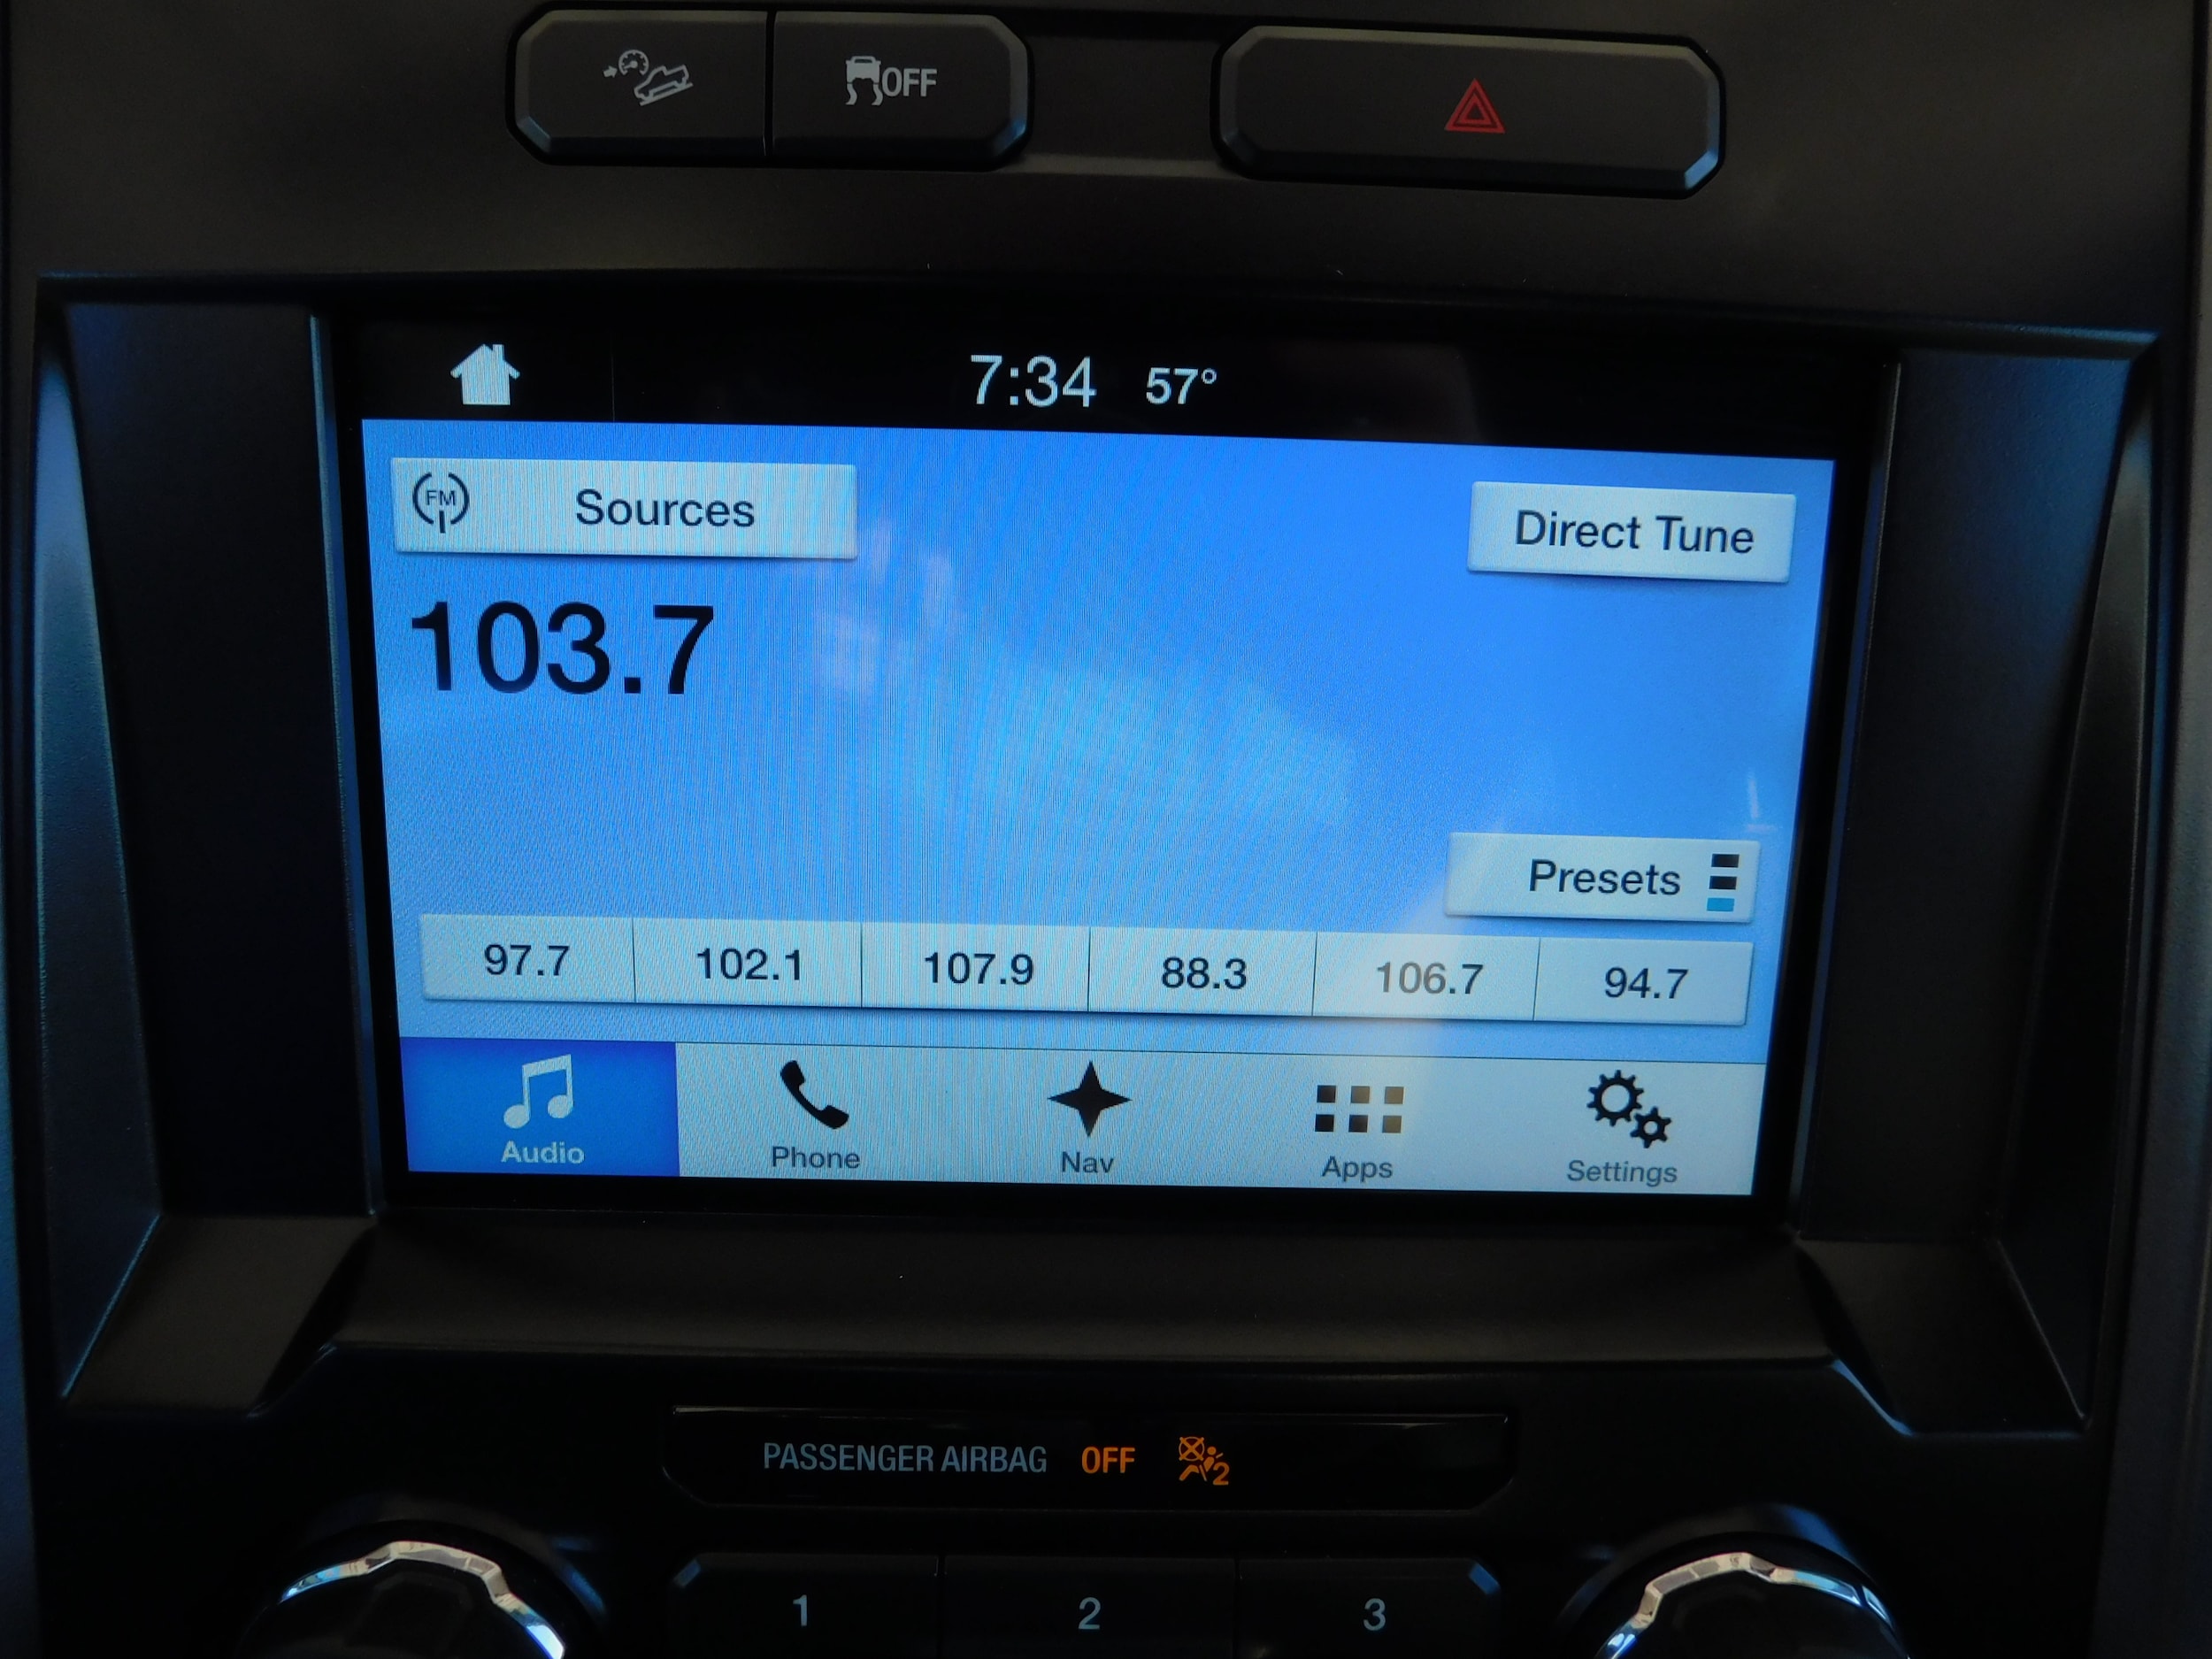 OFF
7:34 57°
FM Sources
Direct Tune
103.7
Presets
97.7 102.1 107.9 88.3 106.7 94.7
Audio Phone Nav Apps Settings
PASSENGER AIRBAG OFF 2
1 2 3